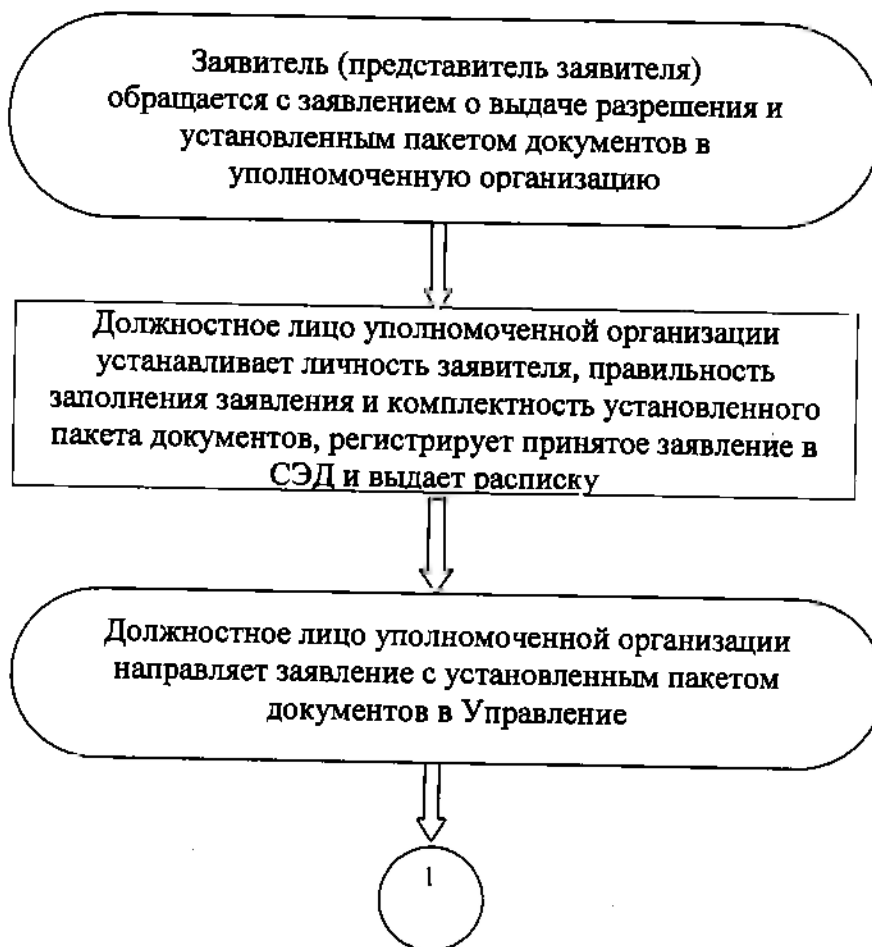 Заявитель (представитель заявителя)
обращается с заявлением о выдаче разрешения и
установленным пакетом документов в
уполномоченную организацию
Должностное лицо уполномоченной организации
устанавливает личность заявителя, правильность
заполнения заявления и комплектность установленного
пакета документов, регистрирует принятое заявление в
СЭД и выдает расписку
Должностное лицо уполномоченной организации
направляет заявление с установленным пакетом
документов в Управление
1